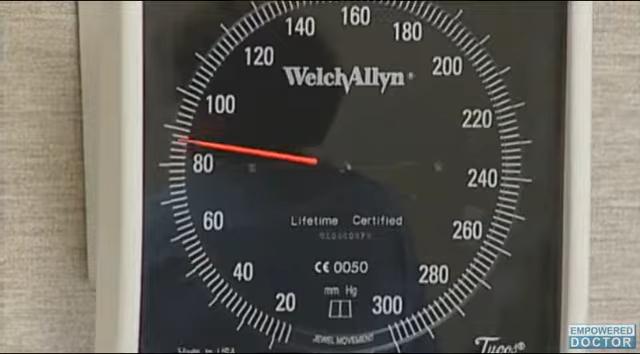 160
140
180
120
200
WelchAllyn®
100
220
80
240
60
Lifetime Certified
260
CE 0050
40
280
mm Hg
20
300
JEWEL MOVEMENT
Tycos®
EMPOWERED
DOCTOR